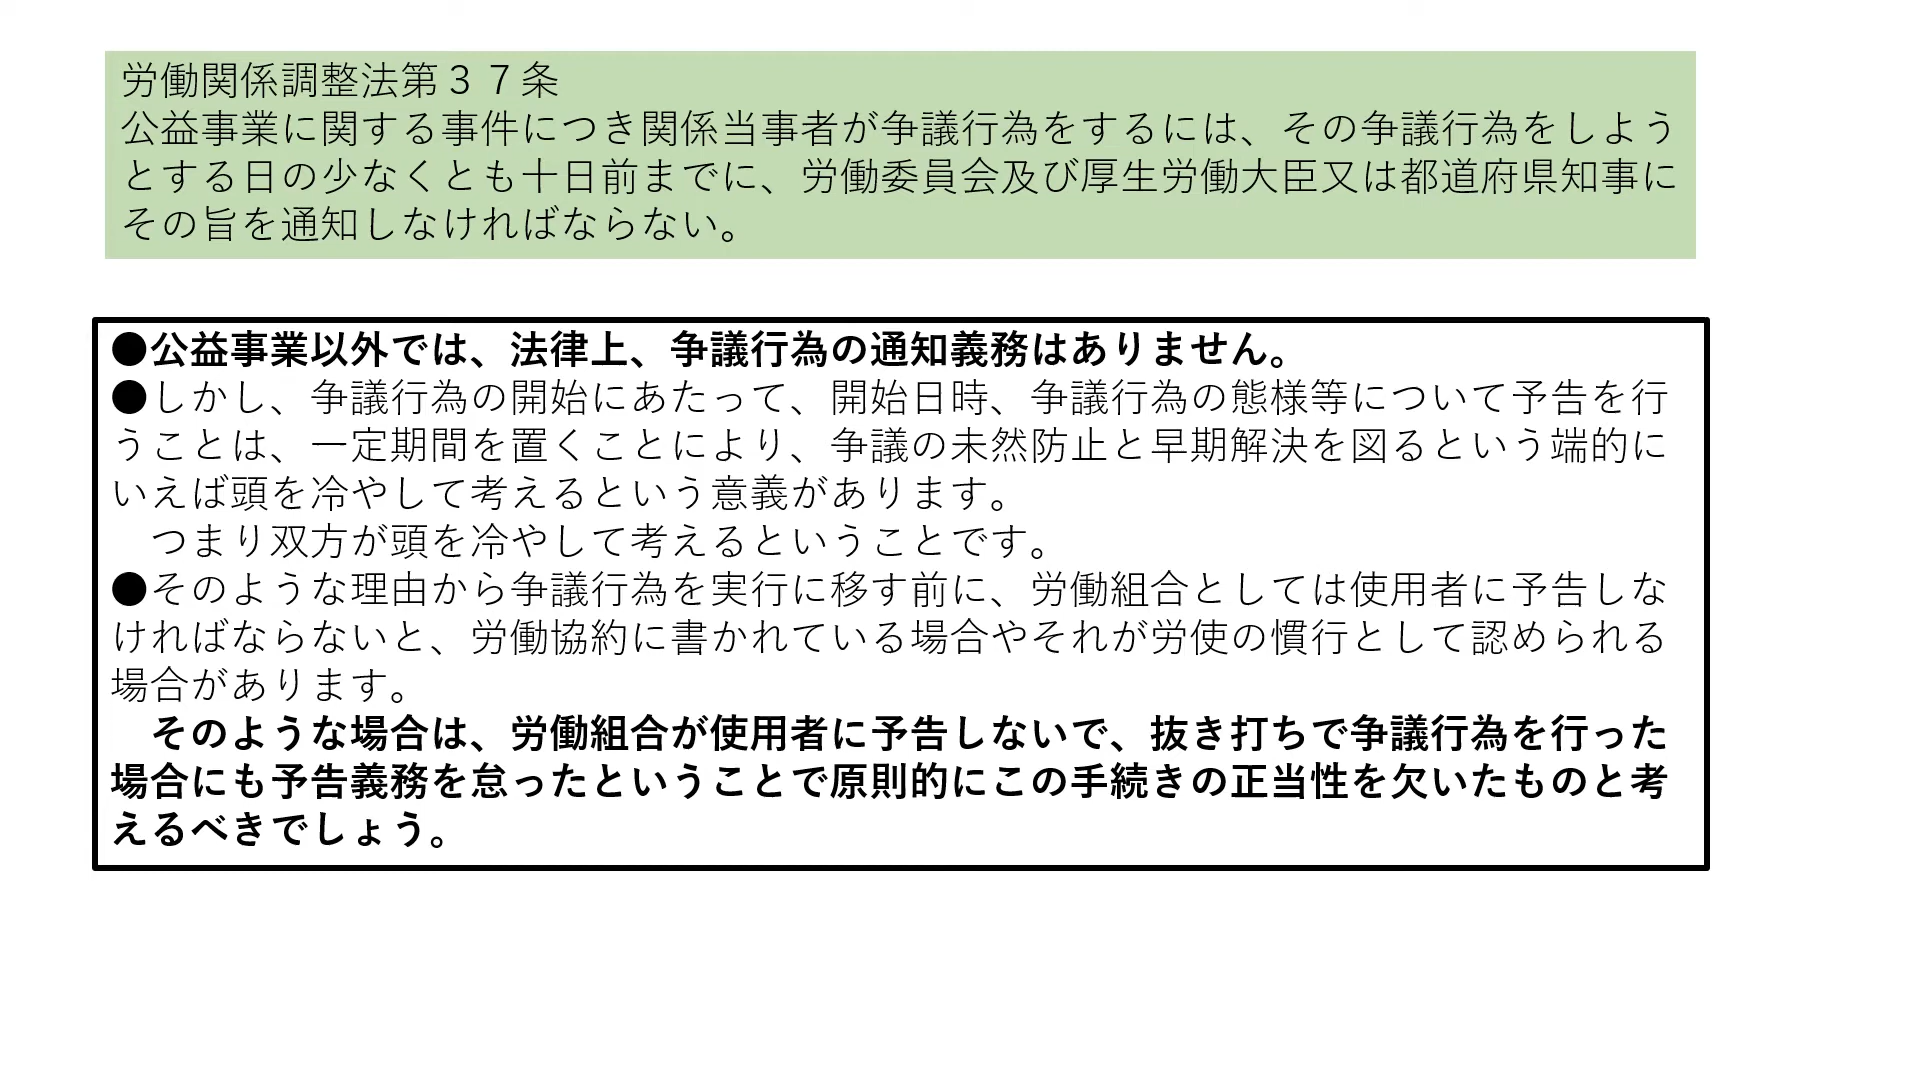 労働関係調整法第３７条
公益事業に関する事件につき関係当事者が争議行為をするには、その争議行為をしよう
とする日の少なくとも十日前までに、労働委員会及び厚生労働大臣又は都道府県知事に
その旨を通知しなければならない。
●公益事業以外では、法律上、争議行為の通知義務はありません。
●しかし、争議行為の開始にあたって、開始日時、争議行為の態様等について予告を行
うことは、一定期間を置くことにより、争議の未然防止と早期解決を図るという端的に
いえば頭を冷やして考えるという意義があります。
　つまり双方が頭を冷やして考えるということです。
●そのような理由から争議行為を実行に移す前に、労働組合としては使用者に予告しな
ければならないと、労働協約に書かれている場合やそれが労使の慣行として認められる
場合があります。
　そのような場合は、労働組合が使用者に予告しないで、抜き打ちで争議行為を行った
場合にも予告義務を怠ったということで原則的にこの手続きの正当性を欠いたものと考
えるべきでしょう。